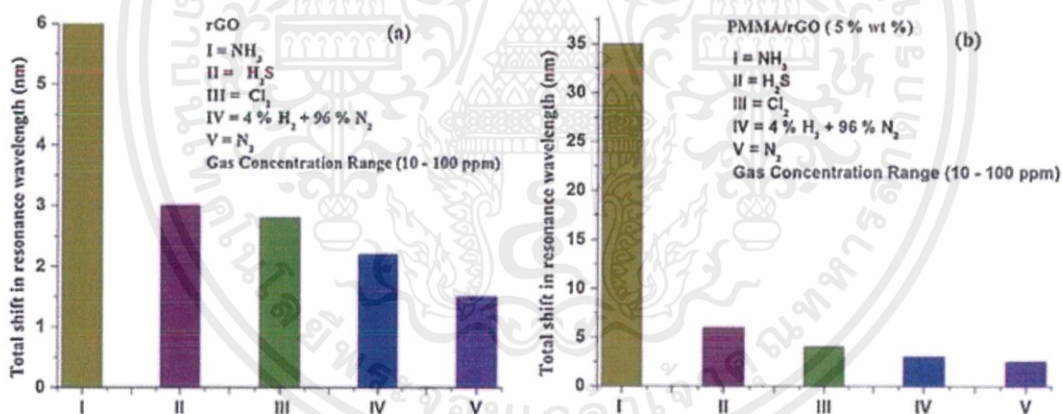 6
5
4
3
2
1
0
Total shift in resonance wavelength (nm)
rGO
(a)
I = NH₃
II = H₂S
III = Cl₂
IV = 4 % H₂ + 96 % N₂
V = N₂
Gas Concentration Range (10 - 100 ppm)
I II III IV V
35
30
25
20
15
10
5
0
Total shift in resonance wavelength (nm)
PMMA/rGO ( 5 % wt %)
(b)
I = NH₃
II = H₂S
III = Cl₂
IV = 4 % H₂ + 96 % N₂
V = N₂
Gas Concentration Range (10 - 100 ppm)
I II III IV V